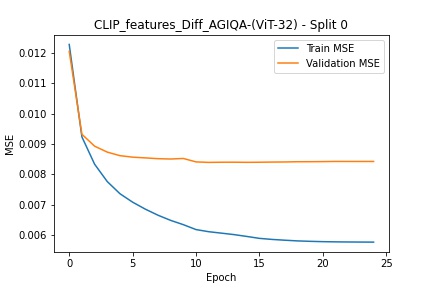 CLIP_features_Diff_AGIQA-(ViT-32) - Split 0
Train MSE
Validation MSE
MSE
0.012
0.011
0.010
0.009
0.008
0.007
0.006
0 5 10 15 20 25
Epoch